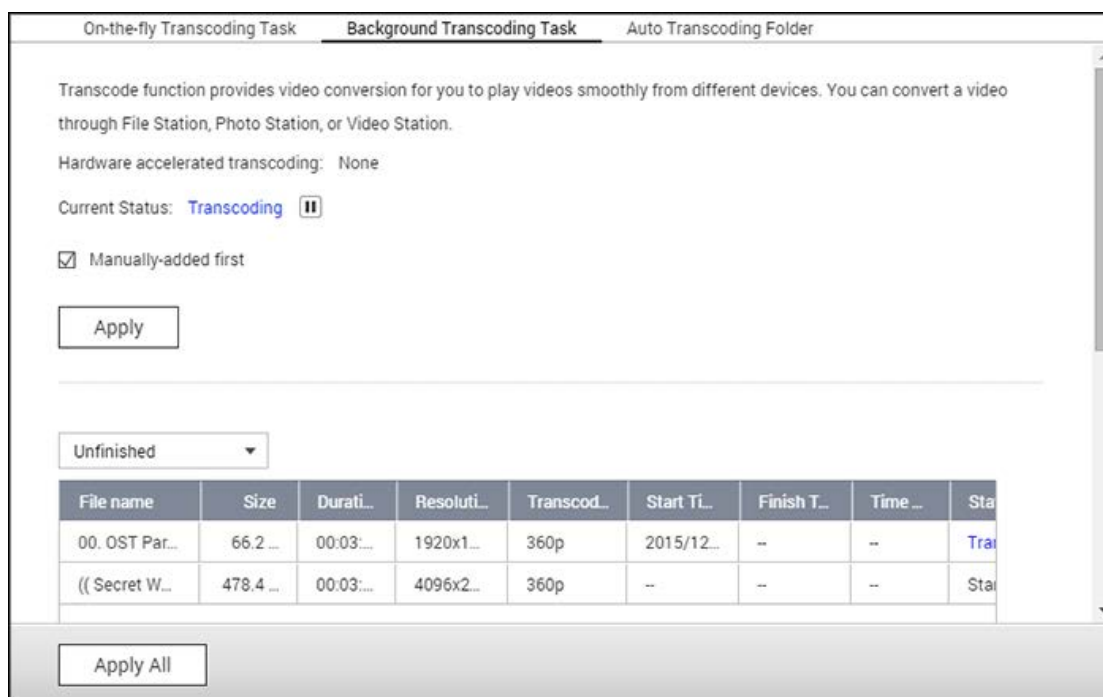 On-the-fly Transcoding Task Background Transcoding Task Auto Transcoding Folder
Transcode function provides video conversion for you to play videos smoothly from different devices. You can convert a video
through File Station, Photo Station, or Video Station.
Hardware accelerated transcoding: None
Current Status: Transcoding
Manually-added first
Apply
Unfinished
File name Size Durati... Resoluti... Transcod... Start Ti... Finish T... Time ... Sta
00. OST Par... 66.2 ... 00:03:... 1920x1... 360p 2015/12... -- -- Trai
(( Secret W... 478.4 ... 00:03:... 4096x2... 360p -- -- -- Stai
Apply All